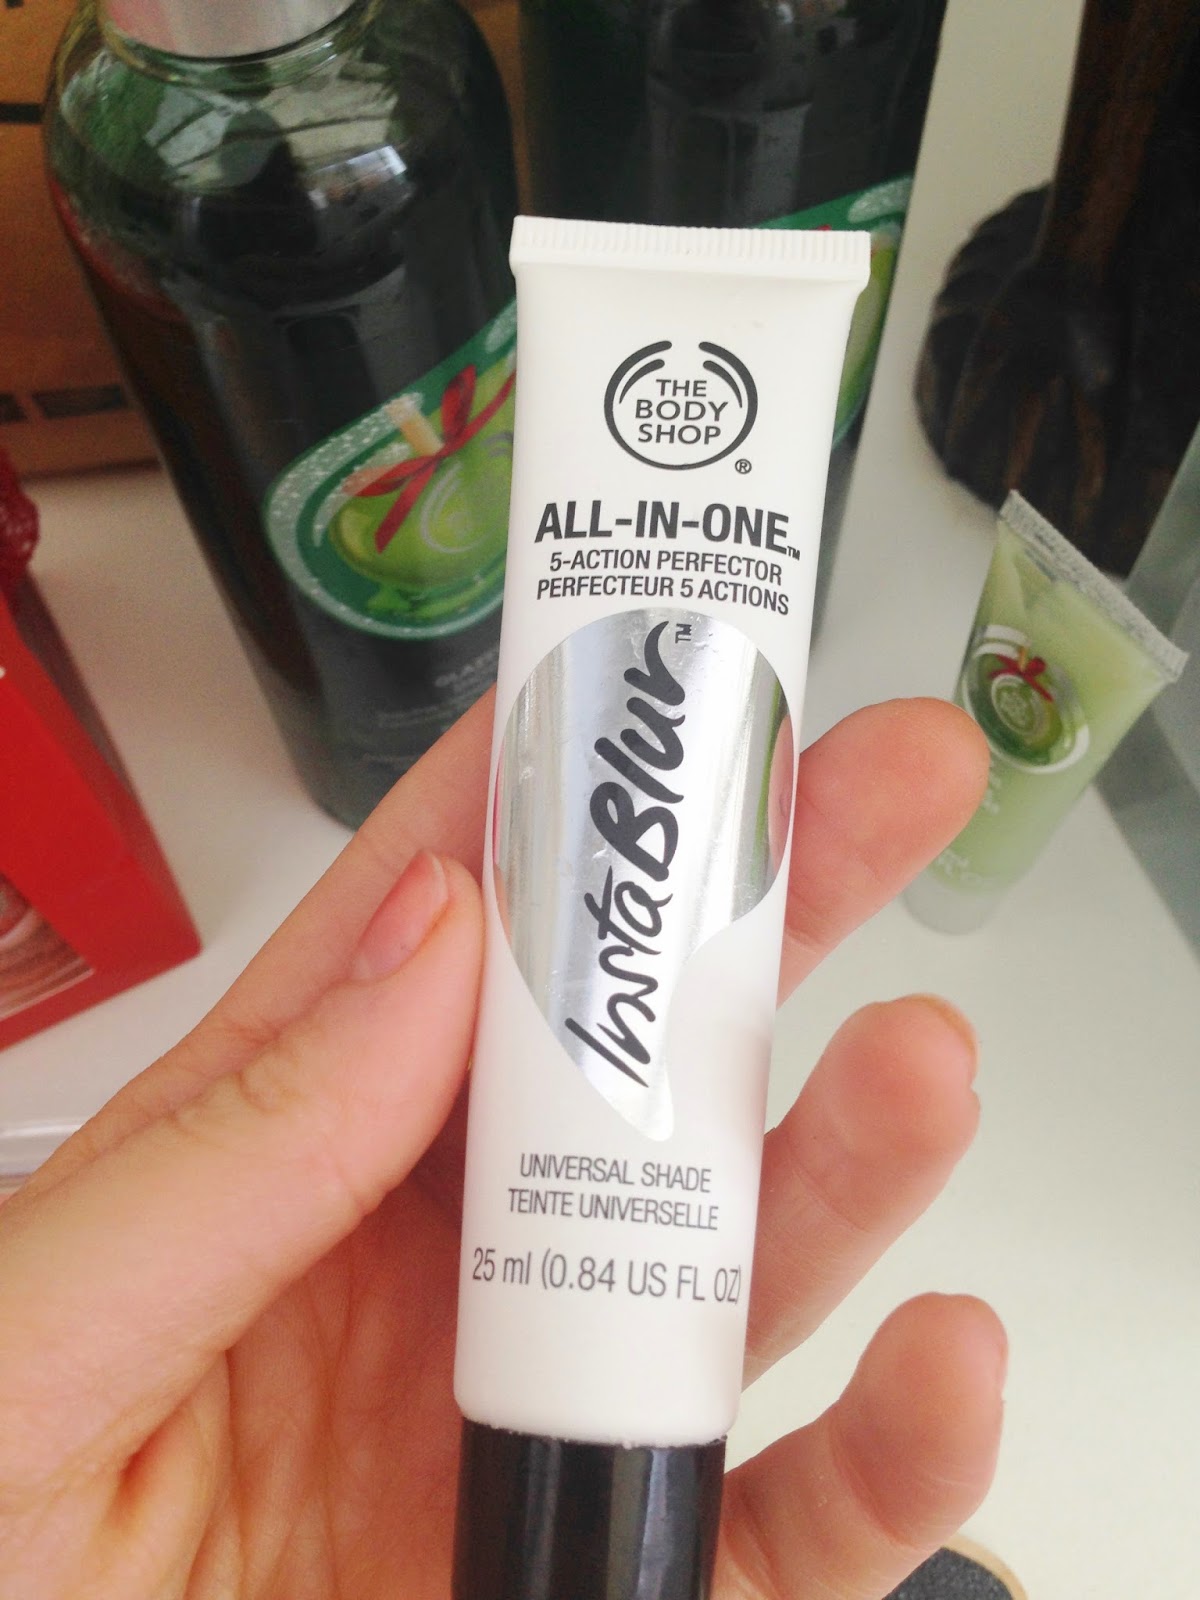 THE
BODY
SHOP
®
ALL-IN-ONE™
5-ACTION PERFECTOR
PERFECTEUR 5 ACTIONS
InstaBlur™
UNIVERSAL SHADE
TEINTE UNIVERSELLE
25 ml (0.84 US FL OZ)